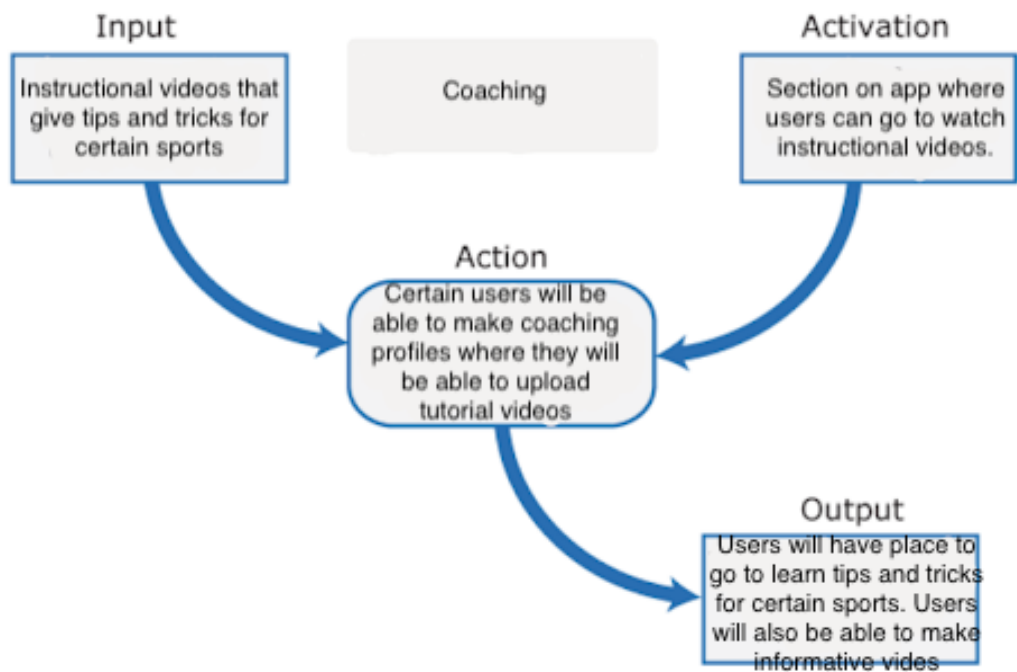 Input
Instructional videos that
give tips and tricks for
certain sports
Coaching
Activation
Section on app where
users can go to watch
instructional videos.
Action
Certain users will be
able to make coaching
profiles where they will
be able to upload
tutorial videos
Output
Users will have place to
go to learn tips and tricks
for certain sports. Users
will also be able to make
informative vides